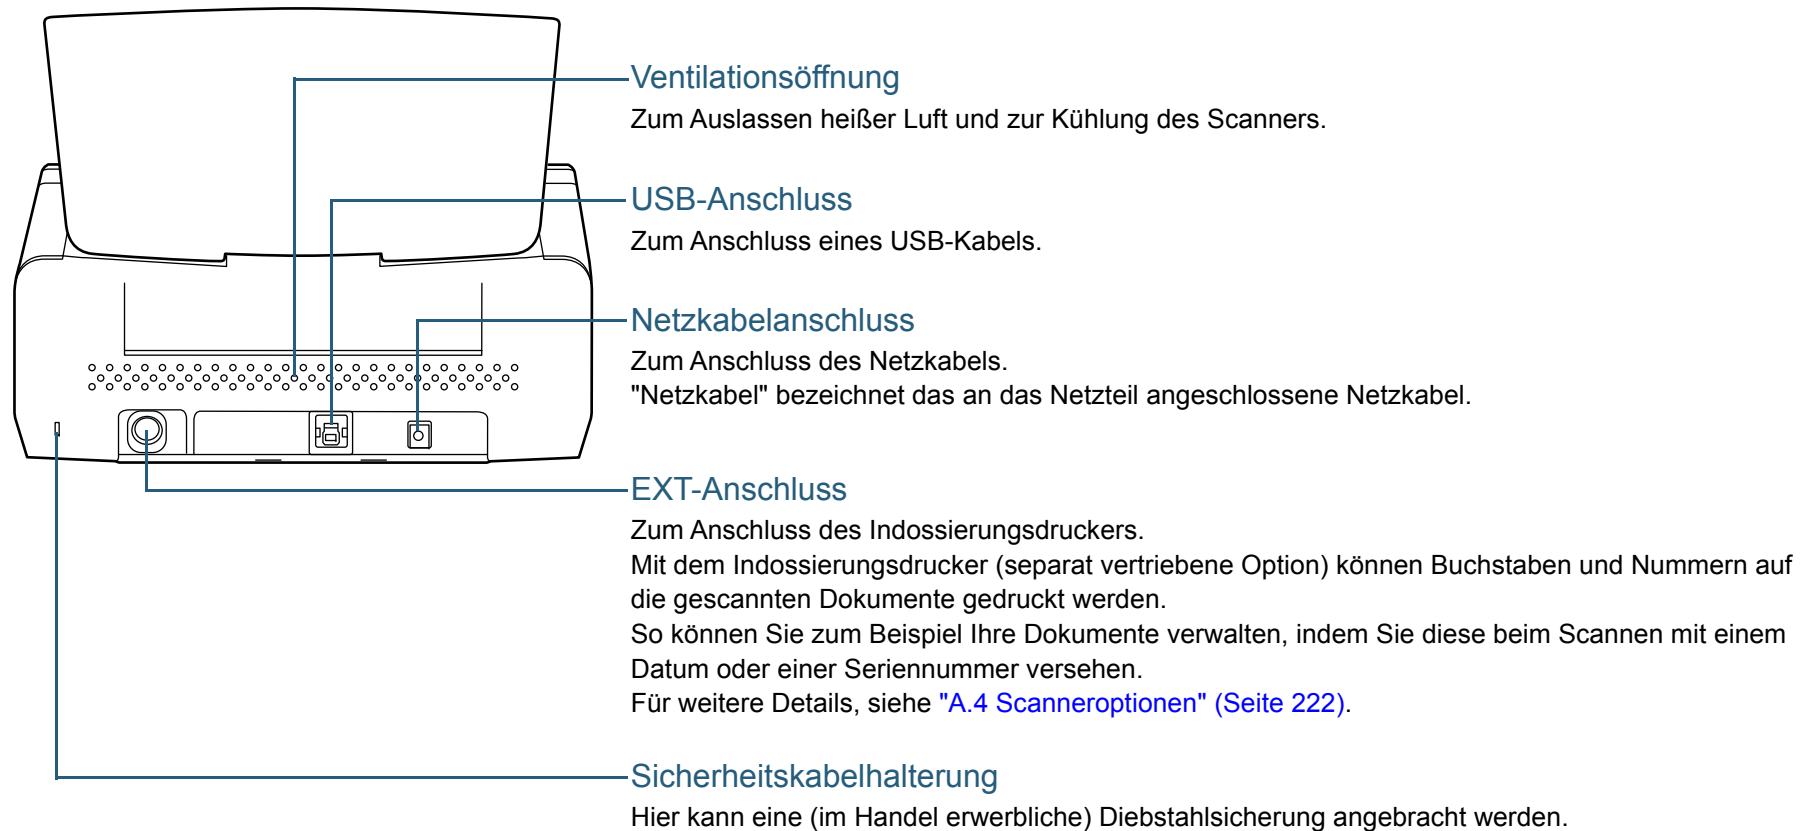 Ventilationsöffnung
Zum Auslassen heißer Luft und zur Kühlung des Scanners.
USB-Anschluss
Zum Anschluss eines USB-Kabels.
Netzkabelanschluss
Zum Anschluss des Netzkabels.
"Netzkabel" bezeichnet das an das Netzteil angeschlossene Netzkabel.
EXT-Anschluss
Zum Anschluss des Indossierungsdruckers.
Mit dem Indossierungsdrucker (separat vertriebene Option) können Buchstaben und Nummern auf
die gescannten Dokumente gedruckt werden.
So können Sie zum Beispiel Ihre Dokumente verwalten, indem Sie diese beim Scannen mit einem
Datum oder einer Seriennummer versehen.
Für weitere Details, siehe "A.4 Scanneroptionen" (Seite 222).
Sicherheitskabelhalterung
Hier kann eine (im Handel erwerbliche) Diebstahlsicherung angebracht werden.